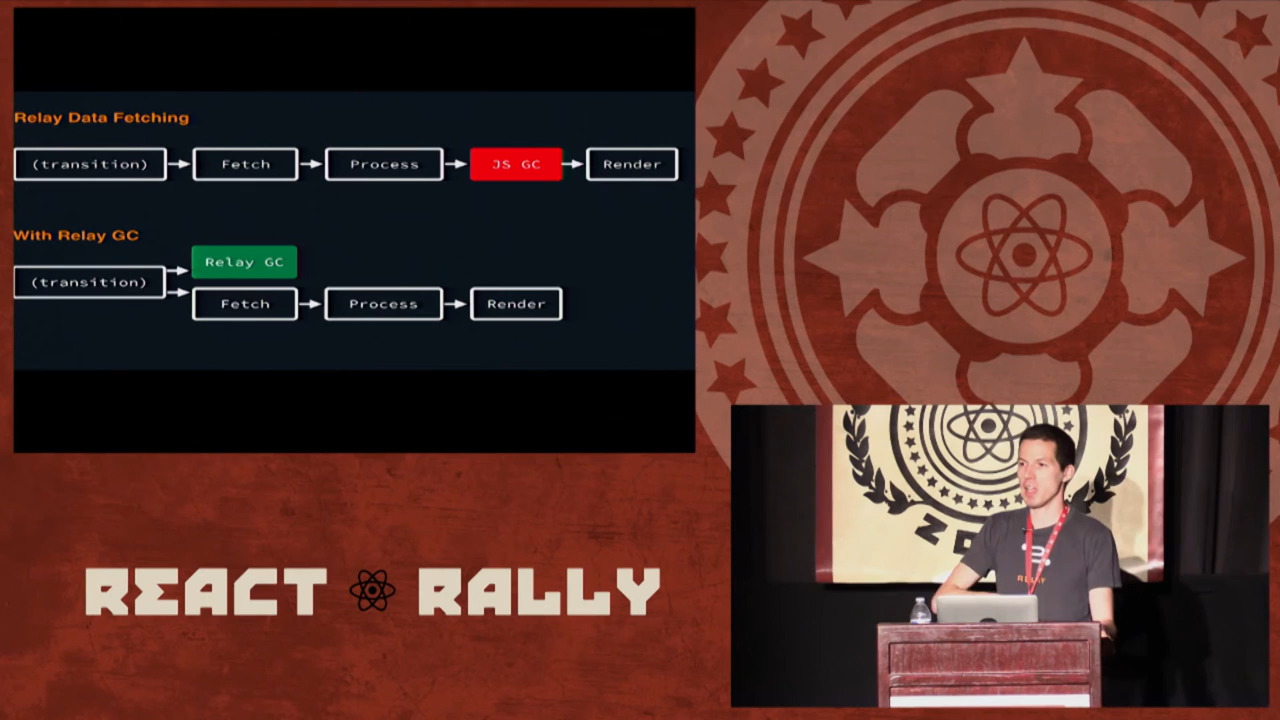 Relay Data Fetching
(transition) Fetch Process JS GC Render
With Relay GC
Relay GC
(transition)
Fetch Process Render
REACT RALLY
RELAY